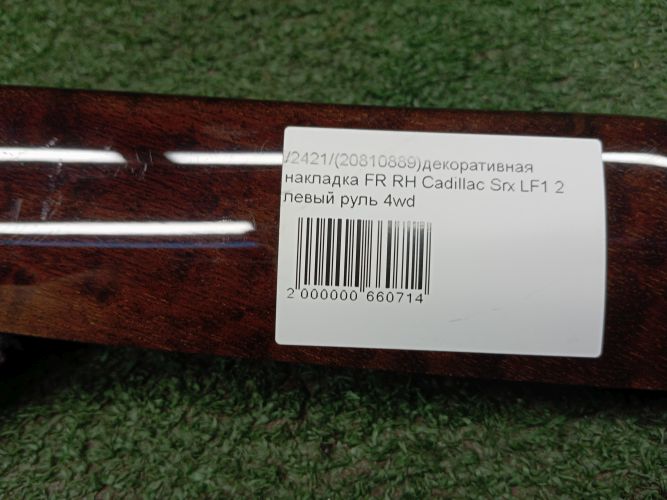 /2421/(20810889)декоративная
накладка FR RH Cadillac Srx LF1 2
левый руль 4wd
2 000000 660714